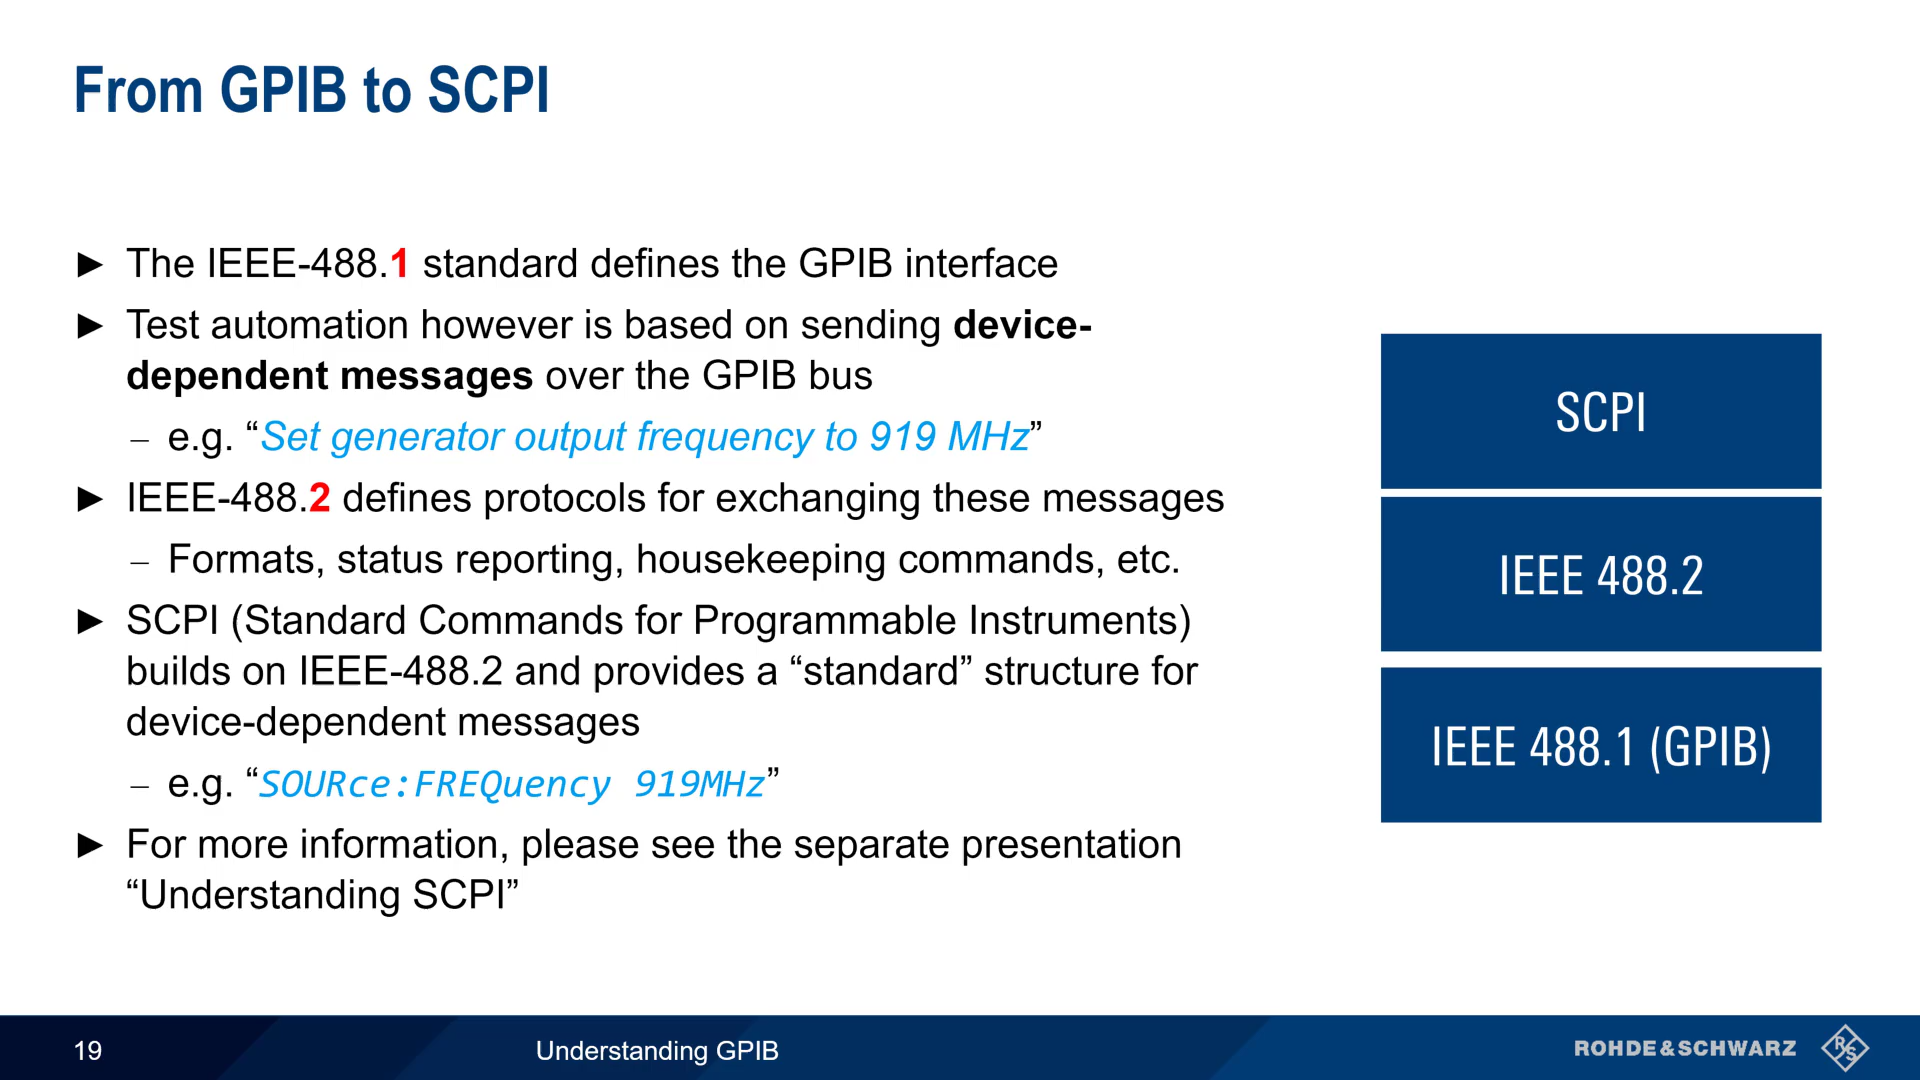 From GPIB to SCPI
► The IEEE-488.1 standard defines the GPIB interface
► Test automation however is based on sending device-
dependent messages over the GPIB bus
– e.g. “Set generator output frequency to 919 MHz”
► IEEE-488.2 defines protocols for exchanging these messages
– Formats, status reporting, housekeeping commands, etc.
► SCPI (Standard Commands for Programmable Instruments)
builds on IEEE-488.2 and provides a “standard” structure for
device-dependent messages
– e.g. “SOURce:FREQuency 919MHz”
► For more information, please see the separate presentation
“Understanding SCPI”
SCPI
IEEE 488.2
IEEE 488.1 (GPIB)
19
Understanding GPIB
ROHDE&SCHWARZ
R&S